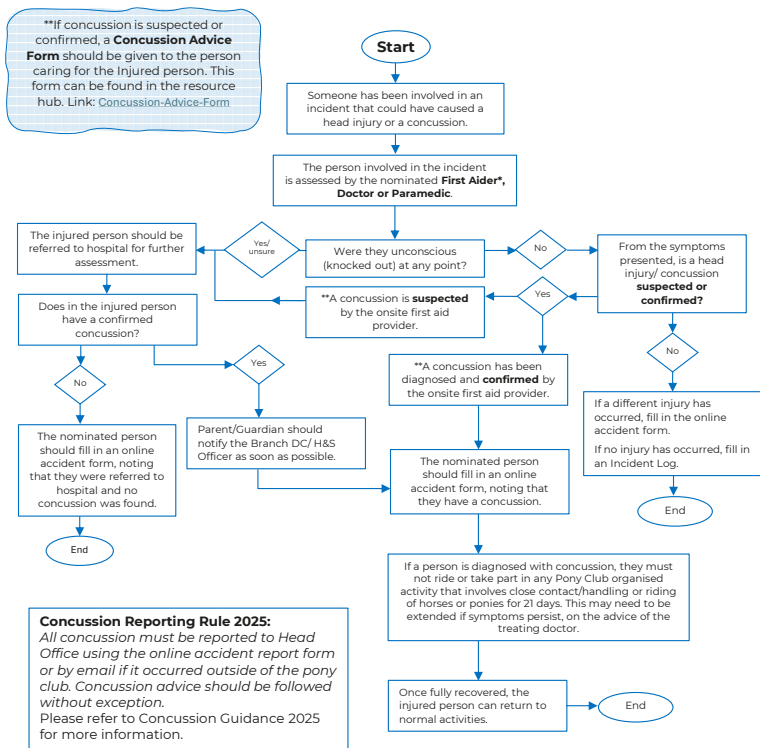 **If concussion is suspected or
confirmed, a Concussion Advice
Form should be given to the person
caring for the Injured person. This
form can be found in the resource
hub. Link: Concussion-Advice-Form
Start
Someone has been involved in an
incident that could have caused a
head injury or a concussion.
The person involved in the incident
is assessed by the nominated First Aider*,
Doctor or Paramedic.
The injured person should be
referred to hospital for further
assessment.
Yes/
unsure
Were they unconscious
(knocked out) at any point?
No
From the symptoms
presented, is a head
injury/ concussion
suspected or
confirmed?
Does in the injured person
have a confirmed
concussion?
**A concussion is suspected
by the onsite first aid
provider.
Yes
No
Yes
**A concussion has been
diagnosed and confirmed by
the onsite first aid provider.
No
If a different injury has
occurred, fill in the online
accident form.
If no injury has occurred, fill in
an Incident Log.
The nominated person
should fill in an online
accident form, noting
that they were referred to
hospital and no
concussion was found.
Parent/Guardian should
notify the Branch DC/ H&S
Officer as soon as possible.
The nominated person
should fill in an online
accident form, noting that
they have a concussion.
End
End
If a person is diagnosed with concussion, they must
not ride or take part in any Pony Club organised
activity that involves close contact/handling or riding
of horses or ponies for 21 days. This may need to be
extended if symptoms persist, on the advice of the
treating doctor.
Concussion Reporting Rule 2025:
All concussion must be reported to Head
Office using the online accident report form
or by email if it occurred outside of the pony
club. Concussion advice should be followed
without exception.
Please refer to Concussion Guidance 2025
for more information.
Once fully recovered, the
injured person can return to
normal activities.
End